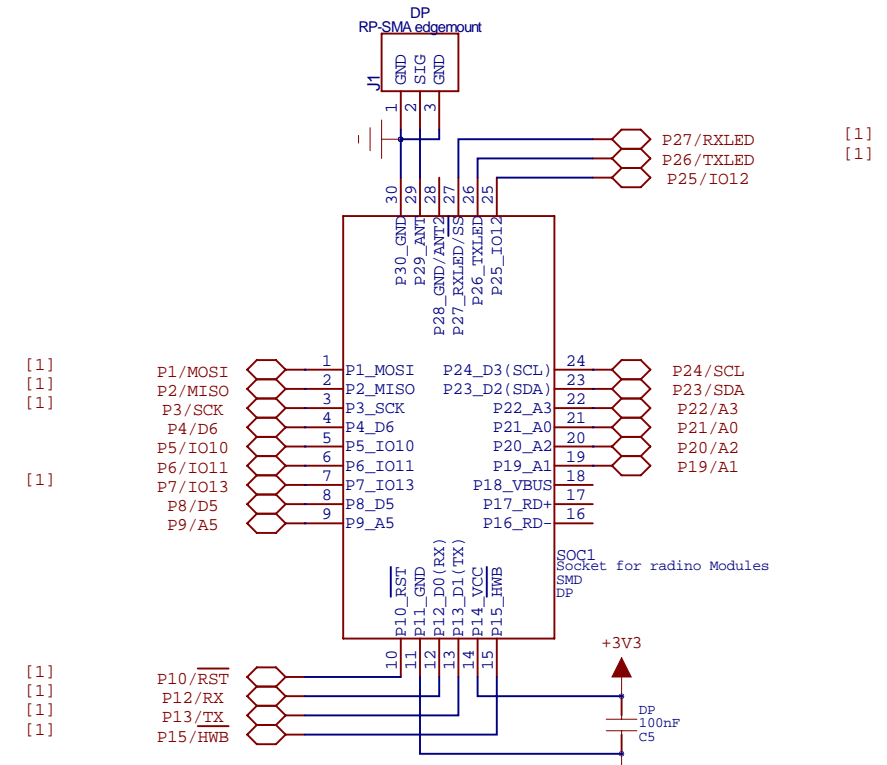 DP
RP-SMA edgemount
J1
GND
SIG
GND
1
2
3
P27/RXLED [1]
P26/TXLED [1]
P25/IO12
30
29
28
27
26
25
P30_GND
P29_ANT
P28_GND/ANT2
P27_RXLED/SS
P26_TXLED
P25_IO12
[1] P1/MOSI 1 P1_MOSI P24_D3(SCL) 24 P24/SCL
[1] P2/MISO 2 P2_MISO P23_D2(SDA) 23 P23/SDA
[1] P3/SCK 3 P3_SCK P22_A3 22 P22/A3
P4/D6 4 P4_D6 P21_A0 21 P21/A0
P5/IO10 5 P5_IO10 P20_A2 20 P20/A2
P6/IO11 6 P6_IO11 P19_A1 19 P19/A1
[1] P7/IO13 7 P7_IO13 P18_VBUS 18
P8/D5 8 P8_D5 P17_RD+ 17
P9/A5 9 P9_A5 P16_RD- 16
SOC1
Socket for radino Modules
SMD
DP
P10_RST
P11_GND
P12_D0(RX)
P13_D1(TX)
P14_VCC
P15_HWB
10
11
12
13
14
15
+3V3
[1] P10/RST
[1] P12/RX
[1] P13/TX
[1] P15/HWB
DP
100nF
C5